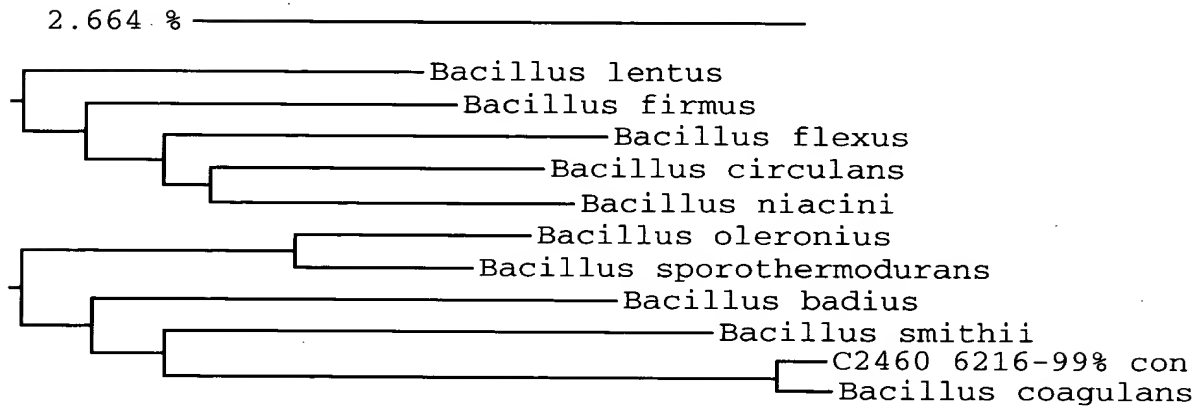 2.664 %
Bacillus lentus
Bacillus firmus
Bacillus flexus
Bacillus circulans
Bacillus niacini
Bacillus oleronius
Bacillus sporothermodurans
Bacillus badius
Bacillus smithii
C2460 6216-99% con
Bacillus coagulans